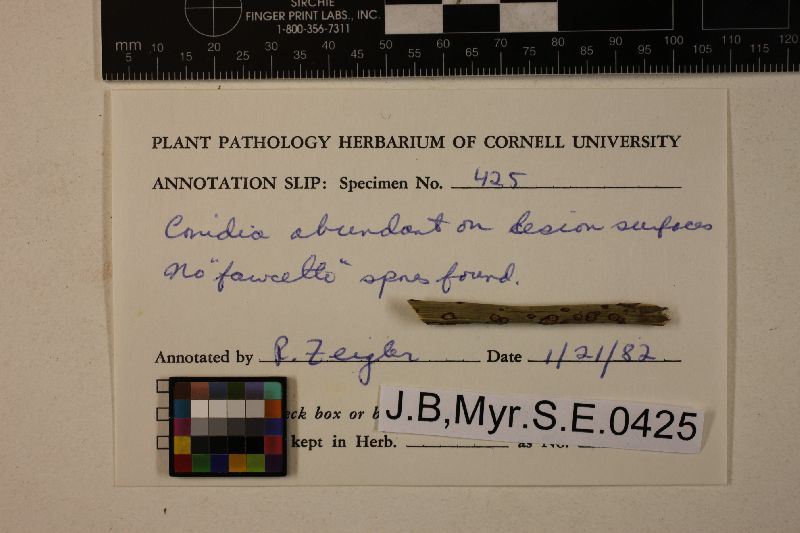 SIRCHIE
FINGER PRINT LABS., INC.
1-800-356-7311
mm 10 20 30 40 50 60 70 80 90 100 110 120
5 15 25 35 45 55 65 75 85 95 105 115
PLANT PATHOLOGY HERBARIUM OF CORNELL UNIVERSITY
ANNOTATION SLIP: Specimen No. 425
Conidia abundant on lesion surfaces
No "fawcetto" spores found.
Annotated by R. Zeigler Date 1/21/82
eck box or b
J.B,Myr.S.E.0425
kept in Herb. as No.